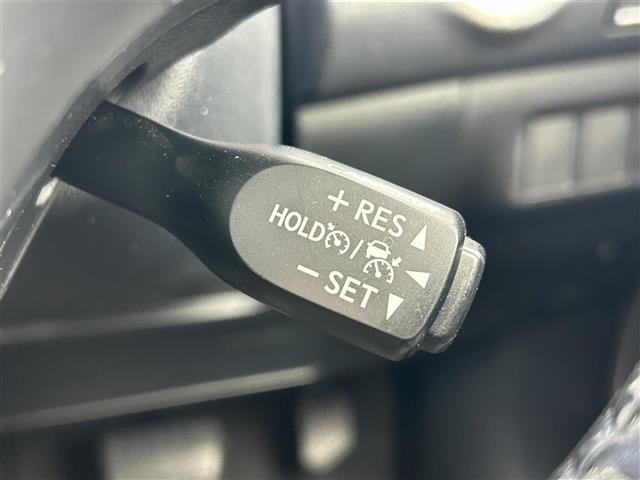 + RES
HOLD /
− SET